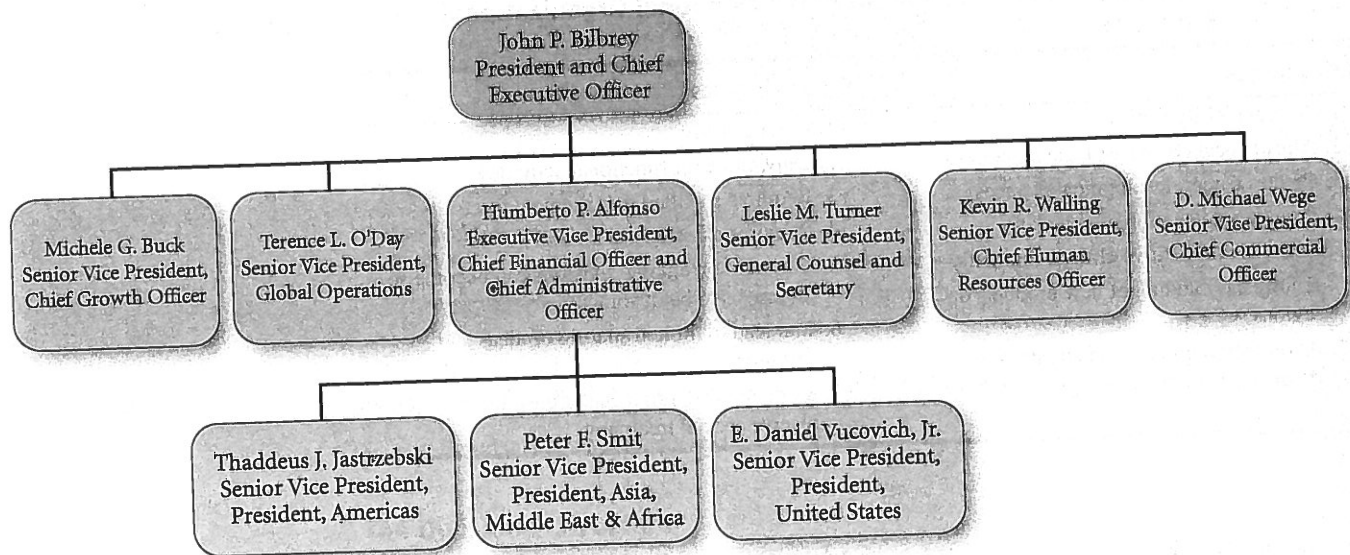 John P. Bilbrey
President and Chief
Executive Officer
Michele G. Buck
Senior Vice President,
Chief Growth Officer
Terence L. O'Day
Senior Vice President,
Global Operations
Humberto P. Alfonso
Executive Vice President,
Chief Financial Officer and
Chief Administrative
Officer
Leslie M. Turner
Senior Vice President,
General Counsel and
Secretary
Kevin R. Walling
Senior Vice President,
Chief Human
Resources Officer
D. Michael Wege
Senior Vice President,
Chief Commercial
Officer
Thaddeus J. Jastrzebski
Senior Vice President,
President, Americas
Peter F. Smit
Senior Vice President,
President, Asia,
Middle East & Africa
E. Daniel Vucovich, Jr.
Senior Vice President,
President,
United States